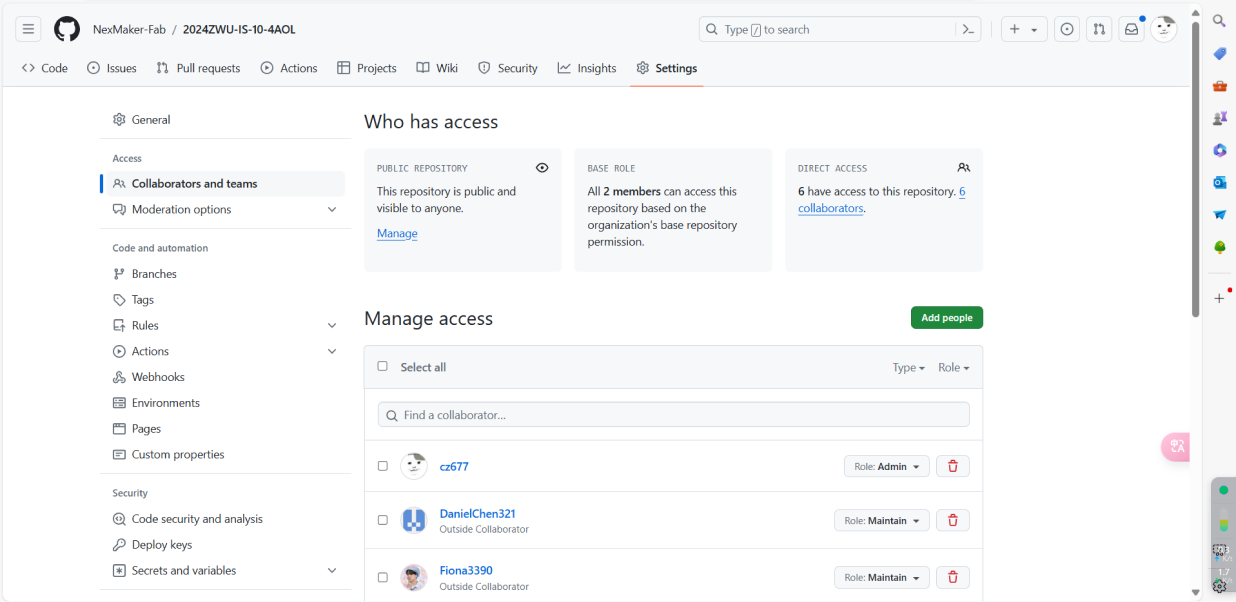 NexMaker-Fab / 2024ZWU-IS-10-4AOL
Type / to search
Code
Issues
Pull requests
Actions
Projects
Wiki
Security
Insights
Settings
General
Access
Collaborators and teams
Moderation options
Code and automation
Branches
Tags
Rules
Actions
Webhooks
Environments
Pages
Custom properties
Security
Code security and analysis
Deploy keys
Secrets and variables
Who has access
PUBLIC REPOSITORY
This repository is public and
visible to anyone.
Manage
BASE ROLE
All 2 members can access this
repository based on the
organization's base repository
permission.
DIRECT ACCESS
6 have access to this repository. 6
collaborators.
Manage access
Add people
Select all
Type
Role
Find a collaborator...
cz677
Role: Admin
DanielChen321
Outside Collaborator
Role: Maintain
Fiona3390
Outside Collaborator
Role: Maintain